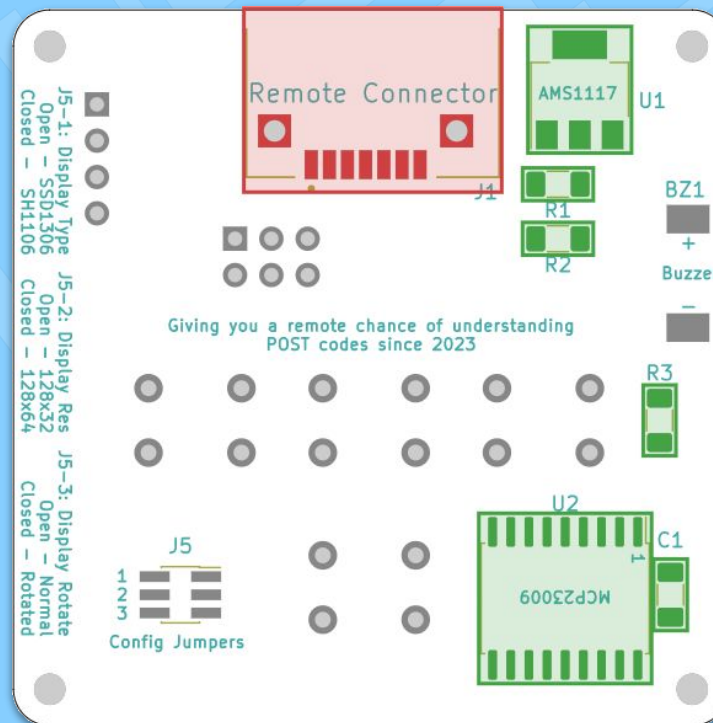 Remote Connector
AMS1117
U1
J1
R1
R2
BZ1
+
Buzze
-
J5-1: Display Type
Open - SSD1306
Closed - SH1106
J5-2: Display Res
Open - 128x32
Closed - 128x64
J5-3: Display Rotate
Open - Normal
Closed - Rotated
Giving you a remote chance of understanding
POST codes since 2023
R3
U2
1
MCP23009
C1
J5
1
2
3
Config Jumpers